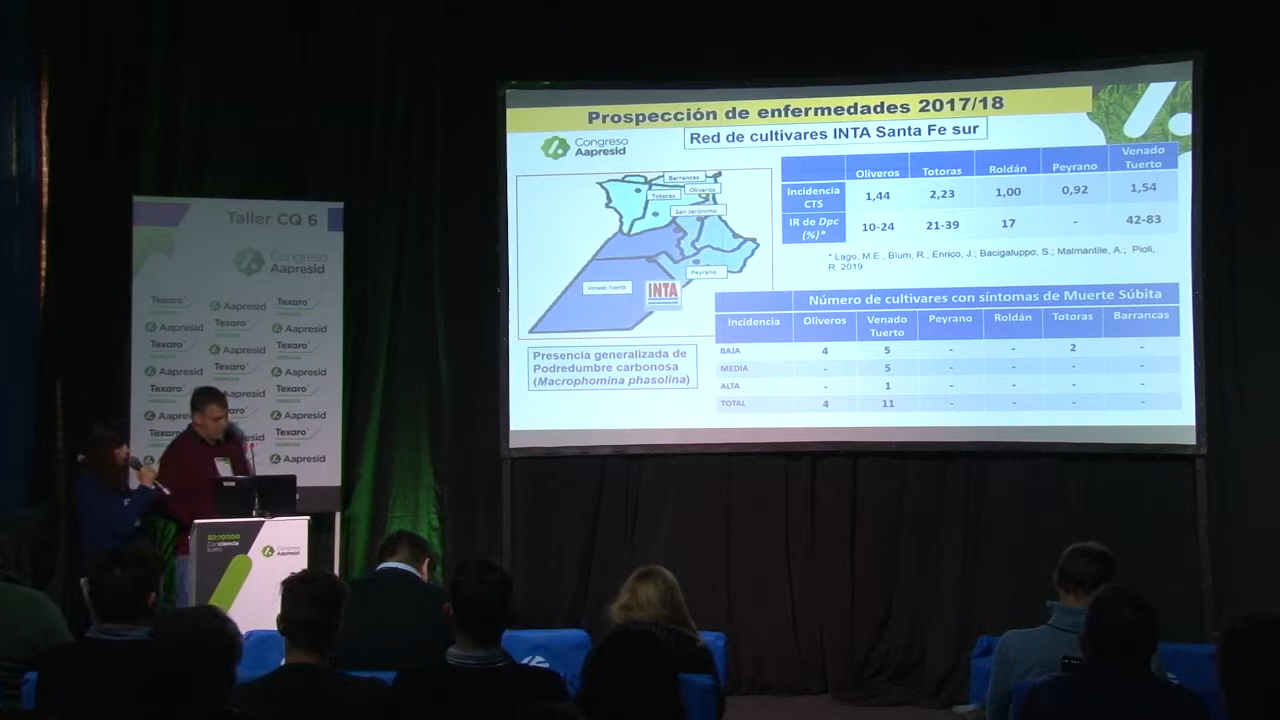 Prospección de enfermedades 2017/18
Congreso
Aapresid
Red de cultivares INTA Santa Fe sur
Barrancas
Oliveros
Totoras
San Jerónimo
Peyrano
Venado Tuerto
INTA
Oliveros Totoras Roldán Peyrano Venado Tuerto
Incidencia CTS 1,44 2,23 1,00 0,92 1,54
IR de Dpc (%)* 10-24 21-39 17 - 42-83
* Lago, M.E., Blum, R.; Enrico, J.; Bacigaluppo, S.; Malmantile, A.; Pioli,
R. 2019
Número de cultivares con síntomas de Muerte Súbita
Incidencia Oliveros Venado Tuerto Peyrano Roldán Totoras Barrancas
BAJA 4 5 - - 2 -
MEDIA - 5 - - - -
ALTA - 1 - - - -
TOTAL 4 11 - - - -
Presencia generalizada de
Podredumbre carbonosa
(Macrophomina phasolina)
Taller CQ 6
Congreso
Aapresid
Texaro Aapresid Texaro
Aapresid Texaro Aapresid
Texaro Aapresid Texaro
Aapresid Texaro Aapresid
Texaro Texaro
Aapresid
Texaro Texaro
Aapresid
Conciencia
Suelo
Congreso
Aapresid